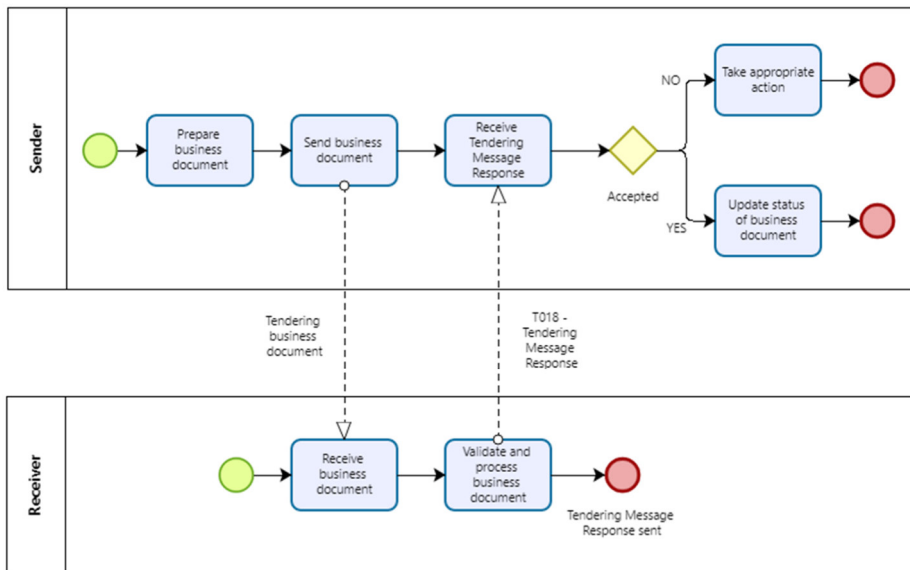 Sender
Prepare
business
document
Send business
document
Receive
Tendering
Message
Response
Accepted
NO
Take appropriate
action
YES
Update status
of business
document
Tendering
business
document
T018 -
Tendering
Message
Response
Receiver
Receive
business
document
Validate and
process
business
document
Tendering Message
Response sent